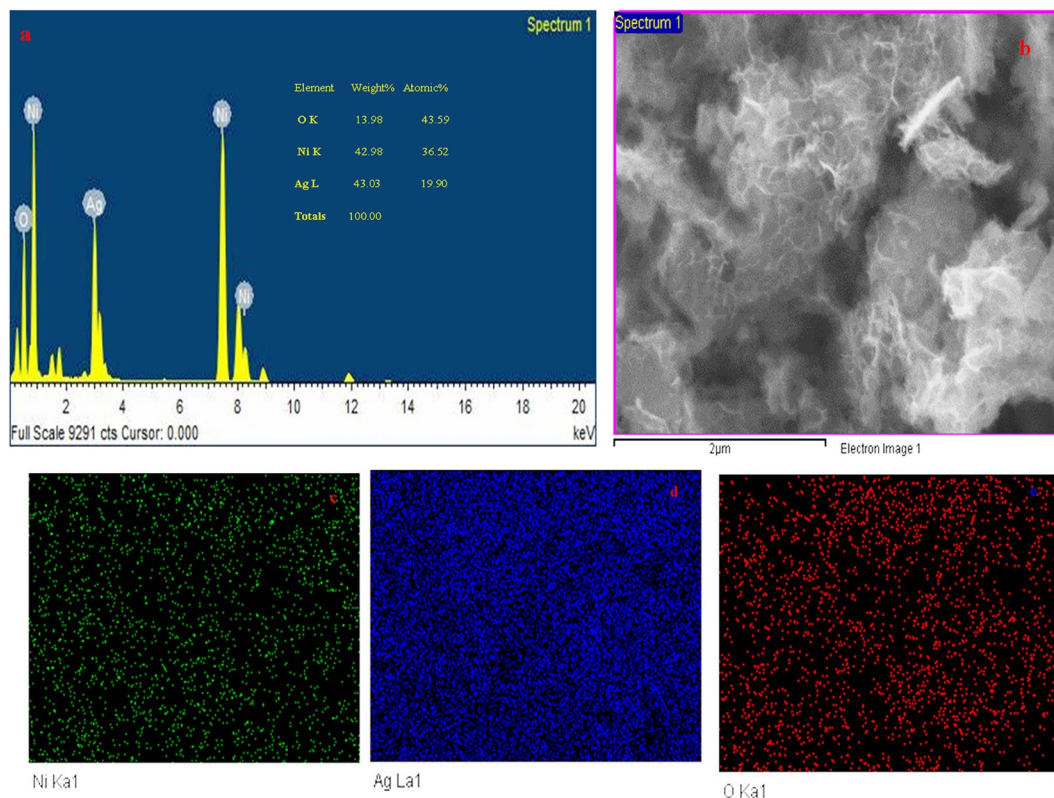 a
Spectrum 1
Element Weight% Atomic%
O K 13.98 43.59
Ni K 42.98 36.52
Ag L 43.03 19.90
Totals 100.00
Ni
O
Ag
Ni
Ni
2 4 6 8 10 12 14 16 18 20
Full Scale 9291 cts Cursor: 0.000 keV
Spectrum 1
b
2µm Electron Image 1
c
Ni Ka1
d
Ag La1
O Ka1